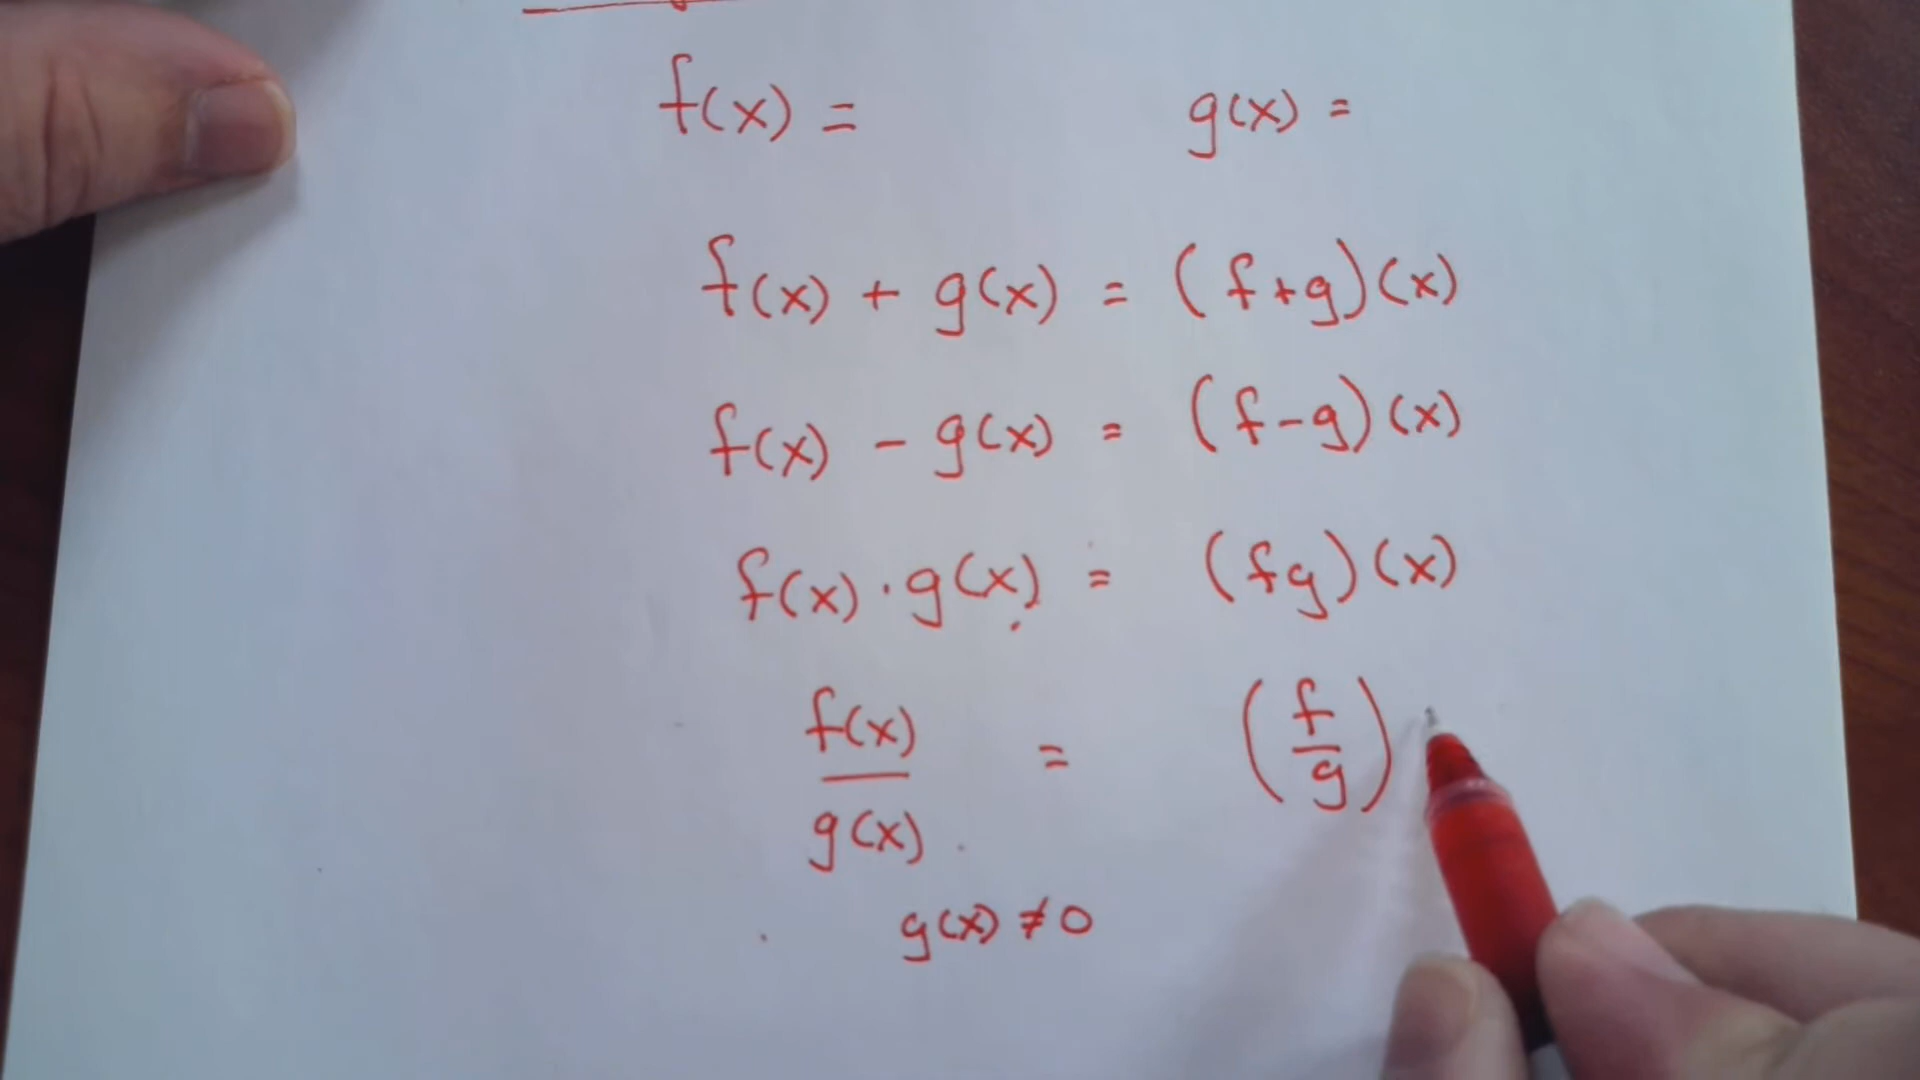 f(x) = g(x) =
f(x) + g(x) = (f+g)(x)
f(x) - g(x) = (f-g)(x)
f(x) · g(x) = (fg)(x)
f(x)/g(x) = (f/g)
g(x) ≠ 0